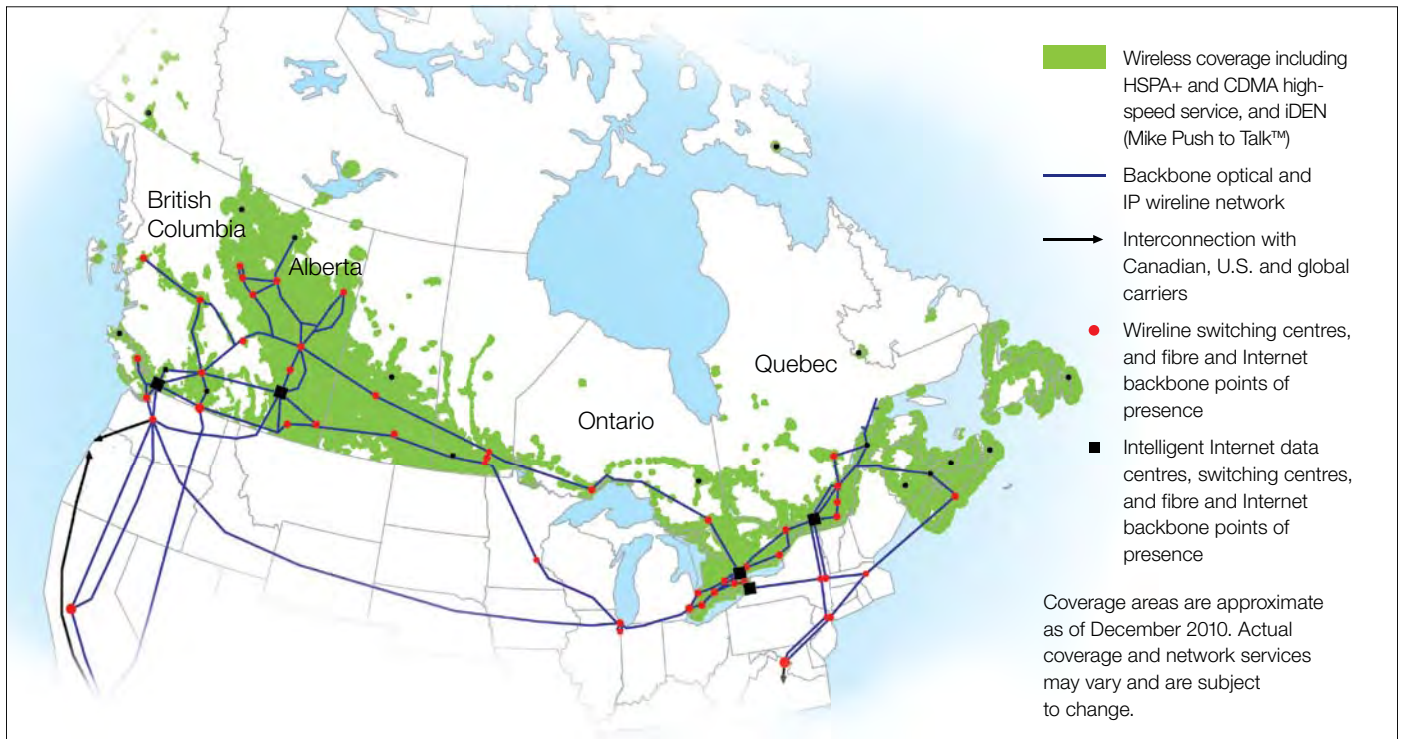 British
Columbia
Alberta
Ontario
Quebec
Wireless coverage including
HSPA+ and CDMA high-
speed service, and iDEN
(Mike Push to Talk™)
Backbone optical and
IP wireline network
Interconnection with
Canadian, U.S. and global
carriers
Wireline switching centres,
and fibre and Internet
backbone points of
presence
Intelligent Internet data
centres, switching centres,
and fibre and Internet
backbone points of
presence
Coverage areas are approximate
as of December 2010. Actual
coverage and network services
may vary and are subject
to change.